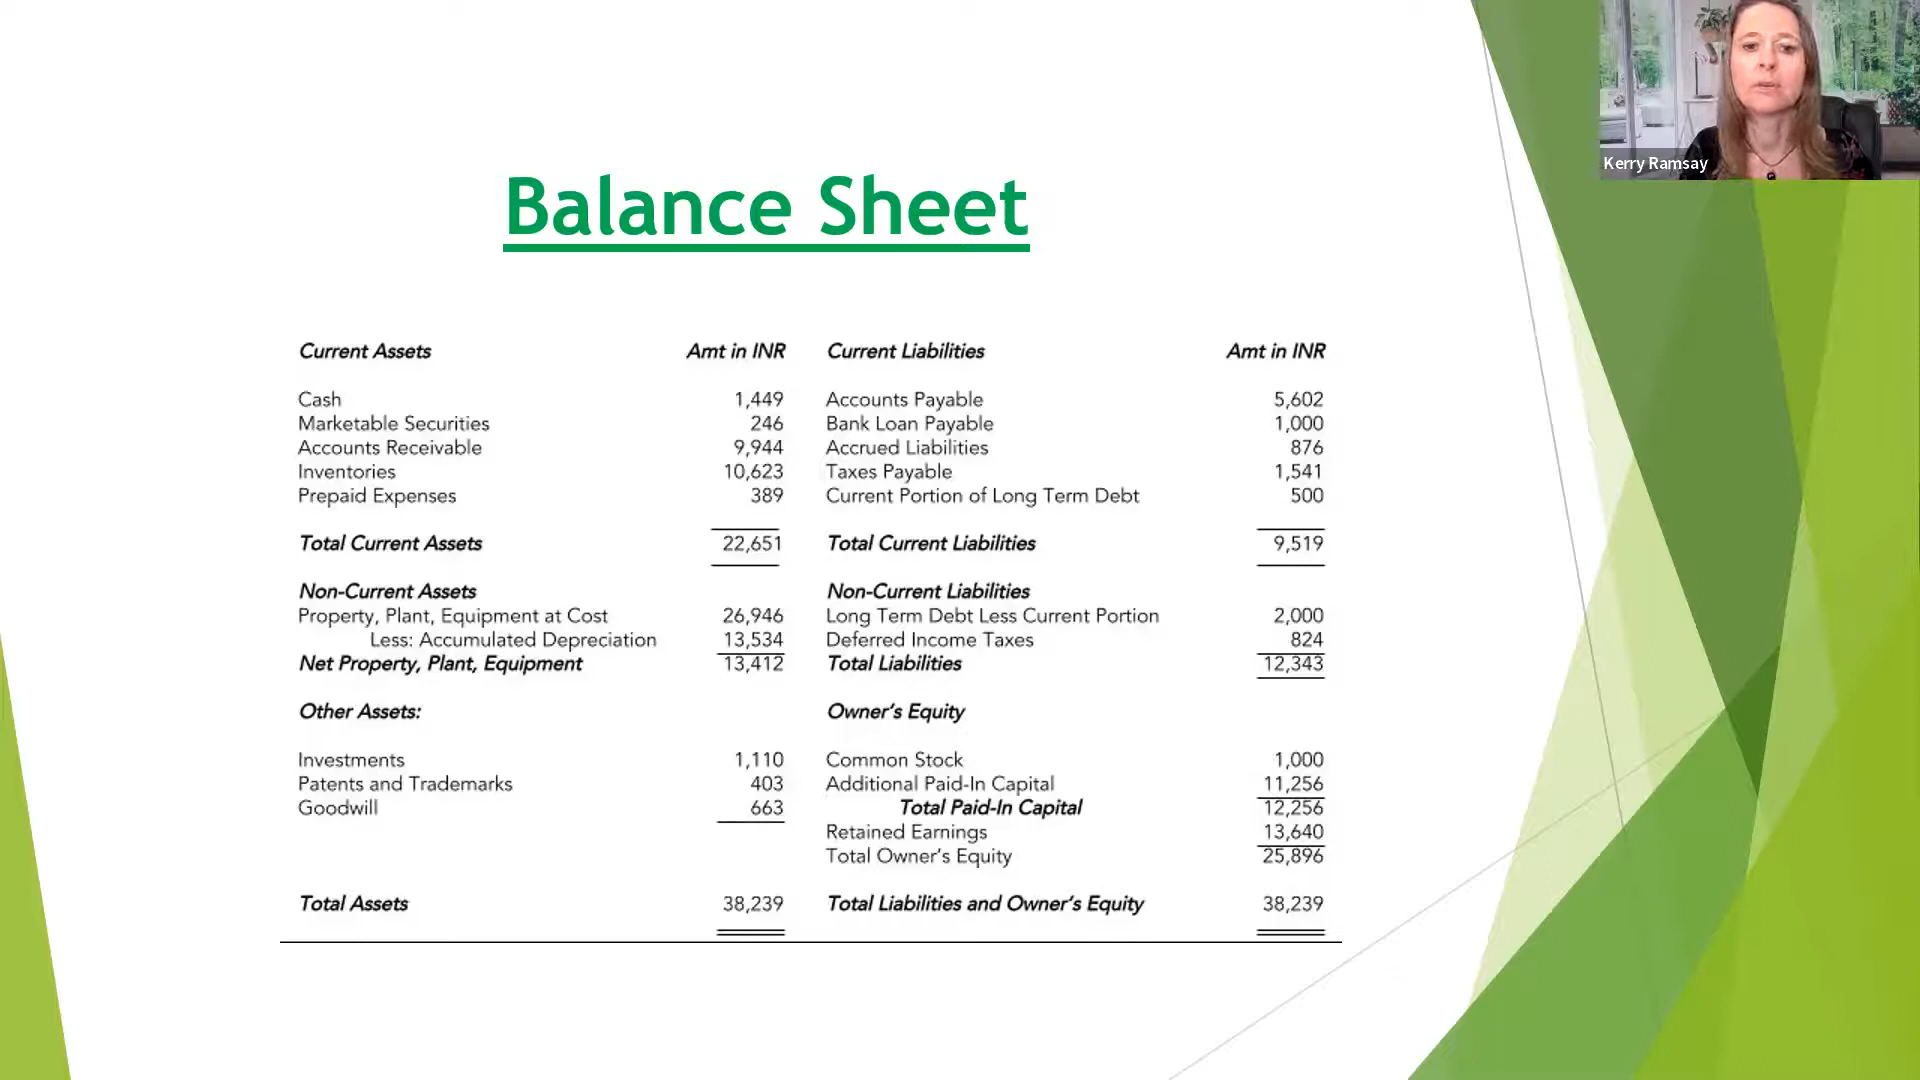 Kerry Ramsay
Balance Sheet
Current Assets Amt in INR Current Liabilities Amt in INR
Cash 1,449 Accounts Payable 5,602
Marketable Securities 246 Bank Loan Payable 1,000
Accounts Receivable 9,944 Accrued Liabilities 876
Inventories 10,623 Taxes Payable 1,541
Prepaid Expenses 389 Current Portion of Long Term Debt 500
Total Current Assets 22,651 Total Current Liabilities 9,519
Non-Current Assets Non-Current Liabilities
Property, Plant, Equipment at Cost 26,946 Long Term Debt Less Current Portion 2,000
Less: Accumulated Depreciation 13,534 Deferred Income Taxes 824
Net Property, Plant, Equipment 13,412 Total Liabilities 12,343
Other Assets: Owner's Equity
Investments 1,110 Common Stock 1,000
Patents and Trademarks 403 Additional Paid-In Capital 11,256
Goodwill 663 Total Paid-In Capital 12,256
Retained Earnings 13,640
Total Owner's Equity 25,896
Total Assets 38,239 Total Liabilities and Owner's Equity 38,239